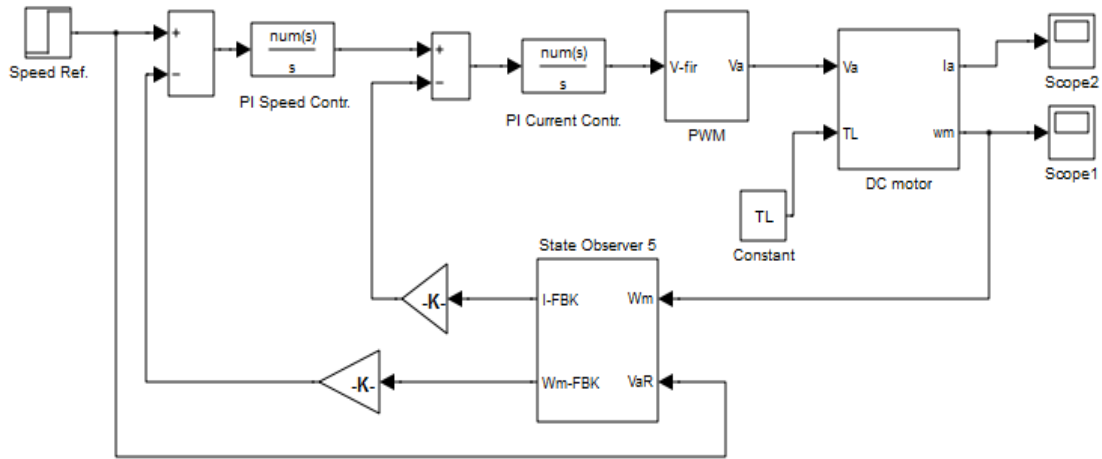 Speed Ref.
+
−
num(s)
s
PI Speed Contr.
+
−
num(s)
s
PI Current Contr.
V-fir
Va
PWM
Va
TL
Ia
wm
DC motor
Scope2
Scope1
TL
Constant
State Observer 5
I-FBK
Wm
Wm-FBK
VaR
-K-
-K-